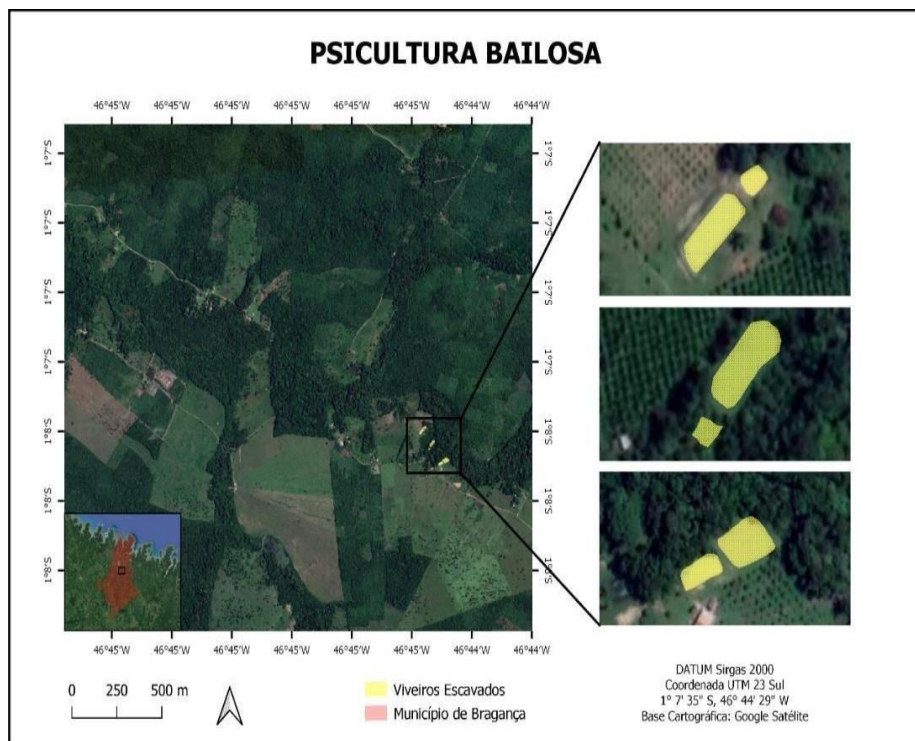 PSICULTURA BAILOSA
46°45'W 46°45'W 46°45'W 46°45'W 46°45'W 46°45'W 46°44'W 46°44'W
1°7'S 1°7'S
1°7'S 1°7'S
1°7'S 1°7'S
1°7'S 1°7'S
1°8'S 1°8'S
1°8'S 1°8'S
1°8'S 1°8'S
46°45'W 46°45'W 46°45'W 46°45'W 46°45'W 46°45'W 46°44'W 46°44'W
0 250 500 m
Viveiros Escavados
Município de Bragança
DATUM Sirgas 2000
Coordenada UTM 23 Sul
1° 7' 35" S, 46° 44' 29" W
Base Cartográfica: Google Satélite